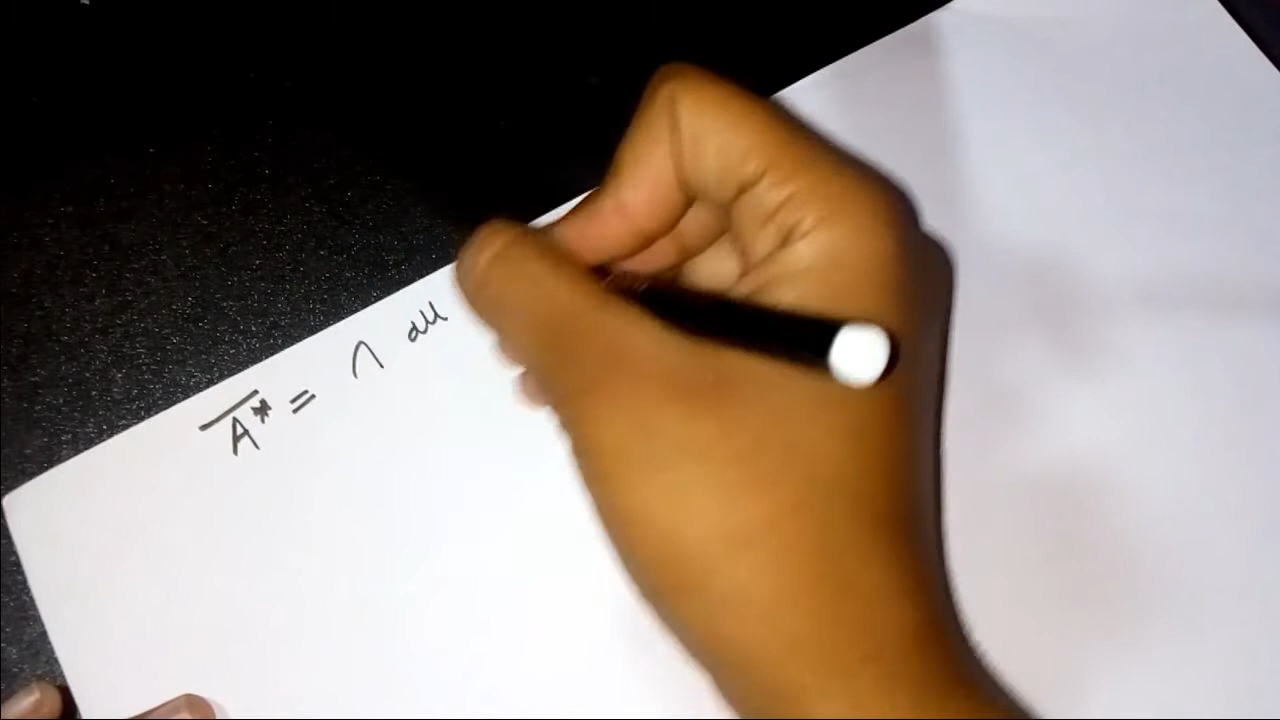 A̅*̅ = ∩ all